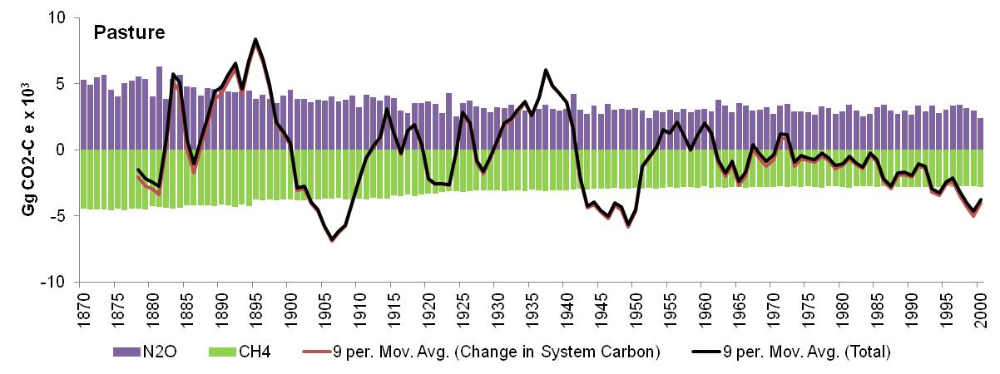 Pasture
Gg CO2-C e x 10³
10
5
0
-5
-10
1870 1875 1880 1885 1890 1895 1900 1905 1910 1915 1920 1925 1930 1935 1940 1945 1950 1955 1960 1965 1970 1975 1980 1985 1990 1995 2000
N2O CH4 9 per. Mov. Avg. (Change in System Carbon) 9 per. Mov. Avg. (Total)